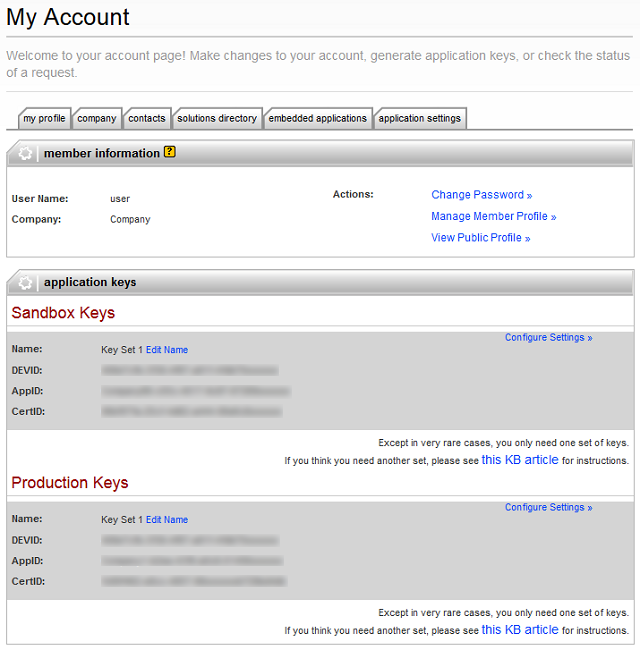 My Account
Welcome to your account page! Make changes to your account, generate application keys, or check the status
of a request.
my profile company contacts solutions directory embedded applications application settings
member information ?
User Name: user Actions: Change Password »
Company: Company Manage Member Profile »
View Public Profile »
application keys
Sandbox Keys
Configure Settings »
Name: Key Set 1 Edit Name
DEVID:
AppID:
CertID:
Except in very rare cases, you only need one set of keys.
If you think you need another set, please see this KB article for instructions.
Production Keys
Configure Settings »
Name: Key Set 1 Edit Name
DEVID:
AppID:
CertID:
Except in very rare cases, you only need one set of keys.
If you think you need another set, please see this KB article for instructions.